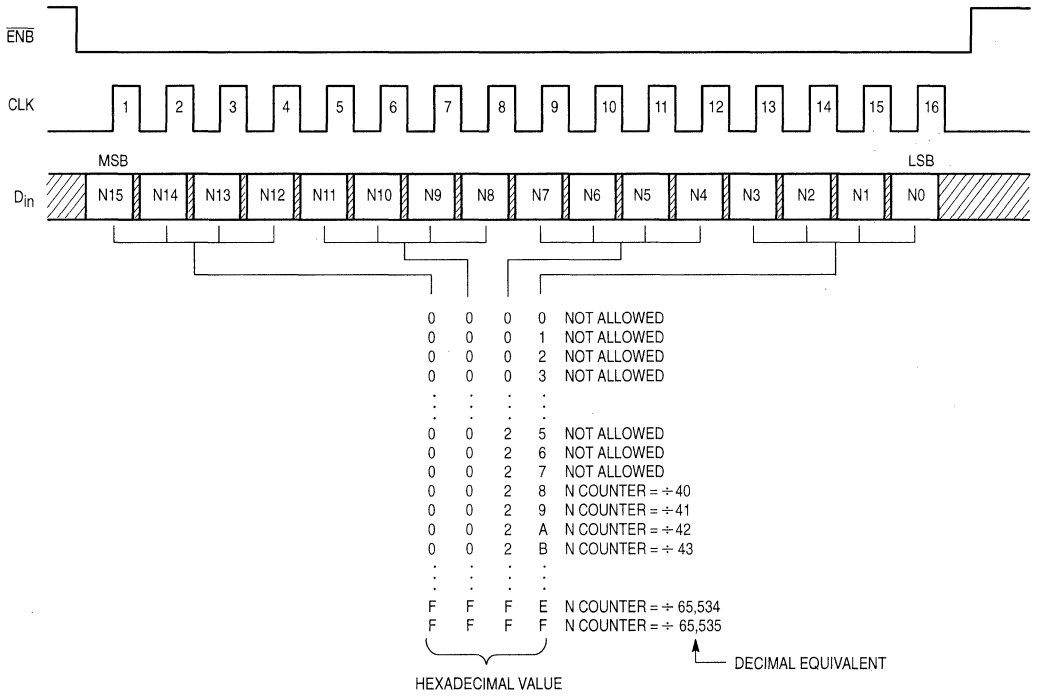 ENB
CLK 1 2 3 4 5 6 7 8 9 10 11 12 13 14 15 16
MSB LSB
Din N15 N14 N13 N12 N11 N10 N9 N8 N7 N6 N5 N4 N3 N2 N1 N0
0 0 0 0 NOT ALLOWED
0 0 0 1 NOT ALLOWED
0 0 0 2 NOT ALLOWED
0 0 0 3 NOT ALLOWED
. . . .
. . . .
. . . .
0 0 2 5 NOT ALLOWED
0 0 2 6 NOT ALLOWED
0 0 2 7 NOT ALLOWED
0 0 2 8 N COUNTER = ÷ 40
0 0 2 9 N COUNTER = ÷ 41
0 0 2 A N COUNTER = ÷ 42
0 0 2 B N COUNTER = ÷ 43
. . . .
. . . .
. . . .
F F F E N COUNTER = ÷ 65,534
F F F F N COUNTER = ÷ 65,535
DECIMAL EQUIVALENT
HEXADECIMAL VALUE